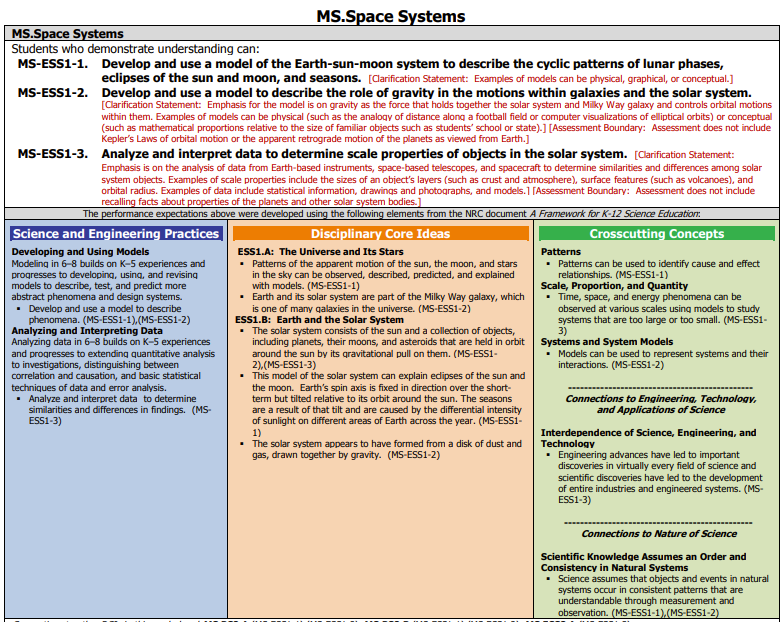 MS.Space Systems
MS.Space Systems
Students who demonstrate understanding can:
MS-ESS1-1. Develop and use a model of the Earth-sun-moon system to describe the cyclic patterns of lunar phases,
eclipses of the sun and moon, and seasons. [Clarification Statement: Examples of models can be physical, graphical, or conceptual.]
MS-ESS1-2. Develop and use a model to describe the role of gravity in the motions within galaxies and the solar system.
[Clarification Statement: Emphasis for the model is on gravity as the force that holds together the solar system and Milky Way galaxy and controls orbital motions
within them. Examples of models can be physical (such as the analogy of distance along a football field or computer visualizations of elliptical orbits) or conceptual
(such as mathematical proportions relative to the size of familiar objects such as students' school or state).] [Assessment Boundary: Assessment does not include
Kepler's Laws of orbital motion or the apparent retrograde motion of the planets as viewed from Earth.]
MS-ESS1-3. Analyze and interpret data to determine scale properties of objects in the solar system. [Clarification Statement:
Emphasis is on the analysis of data from Earth-based instruments, space-based telescopes, and spacecraft to determine similarities and differences among solar
system objects. Examples of scale properties include the sizes of an object's layers (such as crust and atmosphere), surface features (such as volcanoes), and
orbital radius. Examples of data include statistical information, drawings and photographs, and models.] [Assessment Boundary: Assessment does not include
recalling facts about properties of the planets and other solar system bodies.]
The performance expectations above were developed using the following elements from the NRC document A Framework for K-12 Science Education:
Science and Engineering Practices
Developing and Using Models
Modeling in 6–8 builds on K–5 experiences and
progresses to developing, using, and revising
models to describe, test, and predict more
abstract phenomena and design systems.
▪ Develop and use a model to describe
phenomena. (MS-ESS1-1),(MS-ESS1-2)
Analyzing and Interpreting Data
Analyzing data in 6–8 builds on K–5 experiences
and progresses to extending quantitative analysis
to investigations, distinguishing between
correlation and causation, and basic statistical
techniques of data and error analysis.
▪ Analyze and interpret data to determine
similarities and differences in findings. (MS-
ESS1-3)
Disciplinary Core Ideas
ESS1.A: The Universe and Its Stars
▪ Patterns of the apparent motion of the sun, the moon, and stars
in the sky can be observed, described, predicted, and explained
with models. (MS-ESS1-1)
▪ Earth and its solar system are part of the Milky Way galaxy, which
is one of many galaxies in the universe. (MS-ESS1-2)
ESS1.B: Earth and the Solar System
▪ The solar system consists of the sun and a collection of objects,
including planets, their moons, and asteroids that are held in orbit
around the sun by its gravitational pull on them. (MS-ESS1-
2),(MS-ESS1-3)
▪ This model of the solar system can explain eclipses of the sun and
the moon. Earth's spin axis is fixed in direction over the short-
term but tilted relative to its orbit around the sun. The seasons
are a result of that tilt and are caused by the differential intensity
of sunlight on different areas of Earth across the year. (MS-ESS1-
1)
▪ The solar system appears to have formed from a disk of dust and
gas, drawn together by gravity. (MS-ESS1-2)
Crosscutting Concepts
Patterns
▪ Patterns can be used to identify cause and effect
relationships. (MS-ESS1-1)
Scale, Proportion, and Quantity
▪ Time, space, and energy phenomena can be
observed at various scales using models to study
systems that are too large or too small. (MS-ESS1-
3)
Systems and System Models
▪ Models can be used to represent systems and their
interactions. (MS-ESS1-2)
----------------------------------------------------
Connections to Engineering, Technology,
and Applications of Science
Interdependence of Science, Engineering, and
Technology
▪ Engineering advances have led to important
discoveries in virtually every field of science and
scientific discoveries have led to the development
of entire industries and engineered systems. (MS-
ESS1-3)
----------------------------------------------------
Connections to Nature of Science
Scientific Knowledge Assumes an Order and
Consistency in Natural Systems
▪ Science assumes that objects and events in natural
systems occur in consistent patterns that are
understandable through measurement and
observation. (MS-ESS1-1),(MS-ESS1-2)